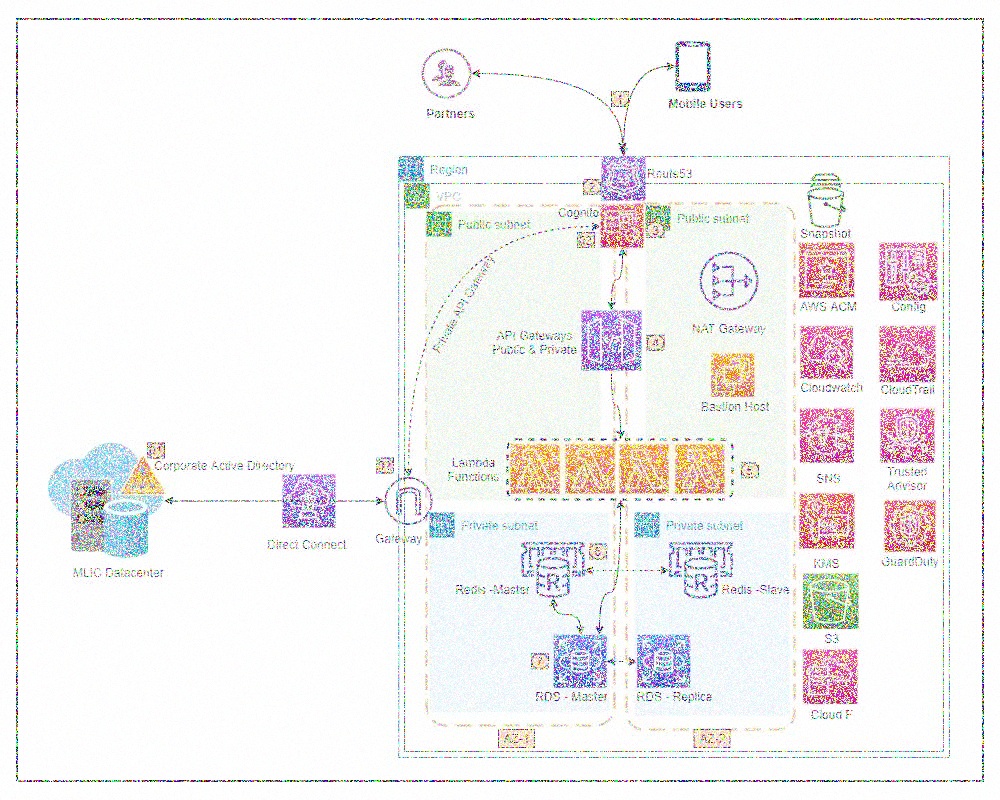 Partners
Mobile Users
1
Region
Route53
2
VPC
Cognito
Public subnet
Public subnet
3
Snapshot
Private API Gateway
AWS ACM
Config
NAT Gateway
API Gateways
Public & Private
4
Cloudwatch
CloudTrail
Bastion Host
Corporate Active Directory
Lambda
Functions
5
SNS
Trusted
Advisor
Direct Connect
Gateway
Private subnet
Private subnet
MLIC Datacenter
6
KMS
GuardDuty
Redis -Master
R
R
Redis -Slave
S3
7
RDS - Master
RDS - Replica
Cloud F
AZ-1
AZ-2